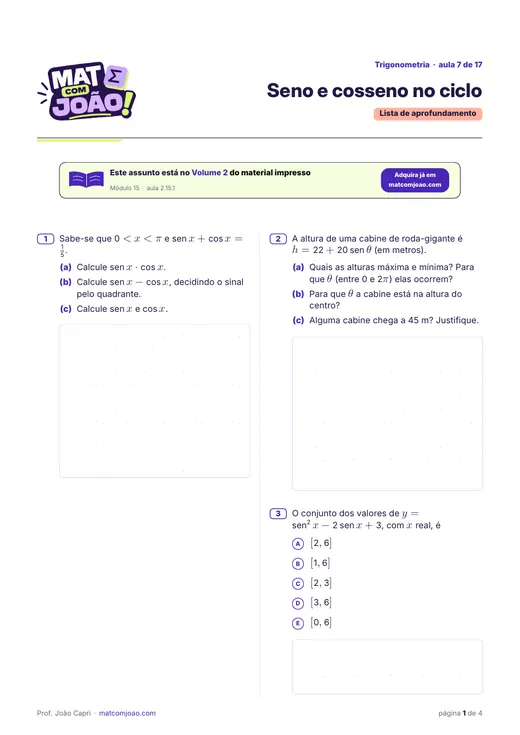 MAT
COM
JOÃO!
Σ
Trigonometria · aula 7 de 17
Seno e cosseno no ciclo
Lista de aprofundamento
Este assunto está no Volume 2 do material impresso
Módulo 15 · aula 2.15.1
Adquira já em
matcomjoao.com
1 Sabe-se que 0 < x < π e sen x + cos x =
1/5.
(a) Calcule sen x · cos x.
(b) Calcule sen x − cos x, decidindo o sinal
pelo quadrante.
(c) Calcule sen x e cos x.
2 A altura de uma cabine de roda-gigante é
h = 22 + 20 sen θ (em metros).
(a) Quais as alturas máxima e mínima? Para
que θ (entre 0 e 2π) elas ocorrem?
(b) Para que θ a cabine está na altura do
centro?
(c) Alguma cabine chega a 45 m? Justifique.
3 O conjunto dos valores de y =
sen² x − 2 sen x + 3, com x real, é
A [2, 6]
B [1, 6]
C [2, 3]
D [3, 6]
E [0, 6]
Prof. João Capri · matcomjoao.com
página 1 de 4